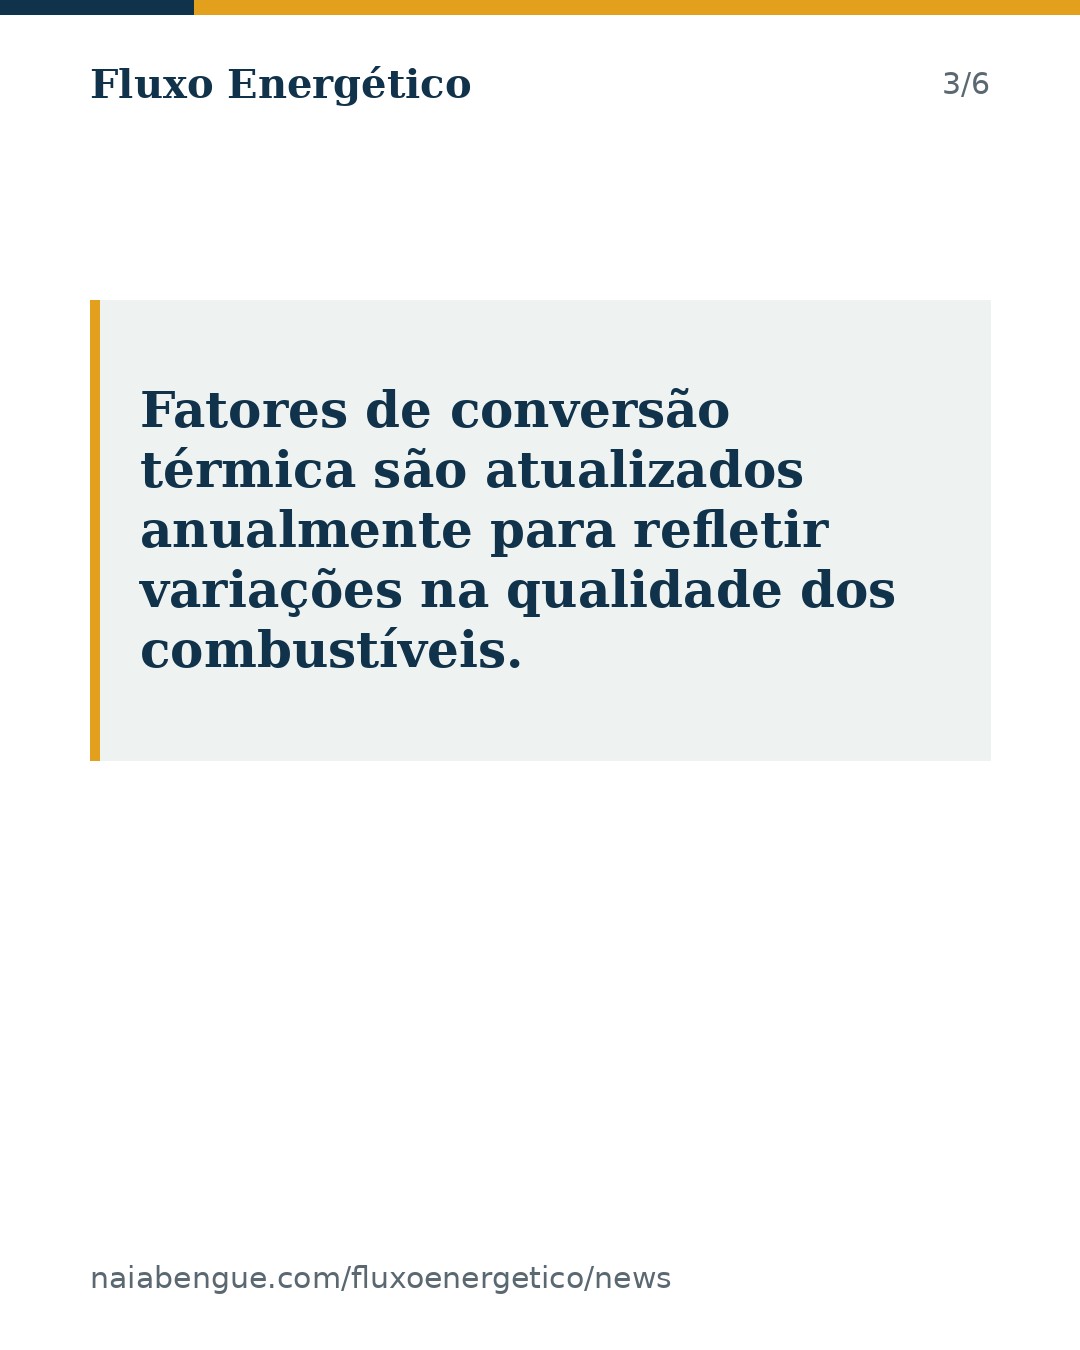 Fluxo Energético
3/6
Fatores de conversão
térmica são atualizados
anualmente para refletir
variações na qualidade dos
combustíveis.
naiabengue.com/fluxoenergetico/news